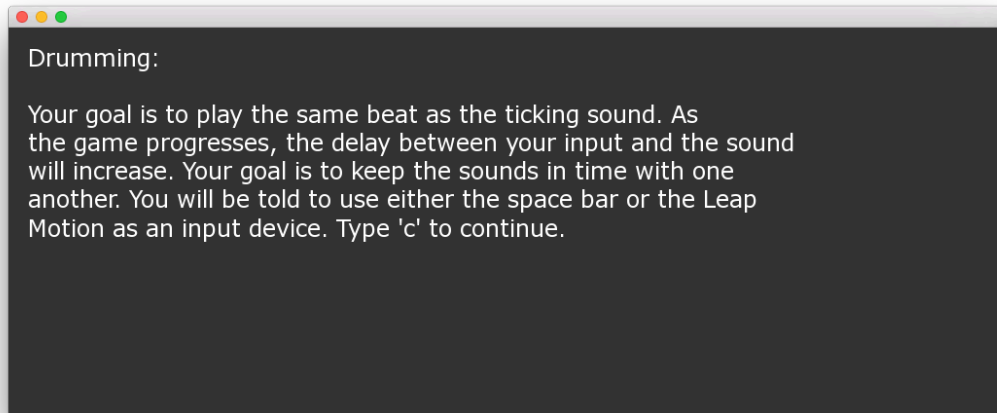 Drumming:
Your goal is to play the same beat as the ticking sound. As
the game progresses, the delay between your input and the sound
will increase. Your goal is to keep the sounds in time with one
another. You will be told to use either the space bar or the Leap
Motion as an input device. Type 'c' to continue.